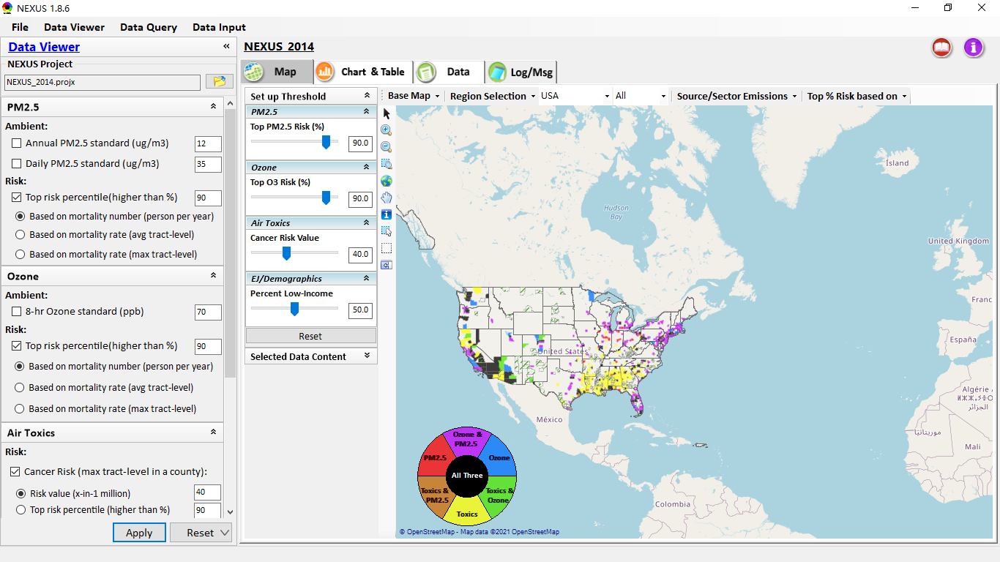 NEXUS 1.8.6
File Data Viewer Data Query Data Input
Data Viewer «
NEXUS Project
NEXUS_2014.projx
PM2.5
Ambient:
Annual PM2.5 standard (ug/m3) 12
Daily PM2.5 standard (ug/m3) 35
Risk:
Top risk percentile(higher than %) 90
Based on mortality number (person per year)
Based on mortality rate (avg tract-level)
Based on mortality rate (max tract-level)
Ozone
Ambient:
8-hr Ozone standard (ppb) 70
Risk:
Top risk percentile(higher than %) 90
Based on mortality number (person per year)
Based on mortality rate (avg tract-level)
Based on mortality rate (max tract-level)
Air Toxics
Risk:
Cancer Risk (max tract-level in a county):
Risk value (x-in-1 million) 40
Top risk percentile (higher than %) 90
Apply Reset
NEXUS_2014
Map Chart & Table Data Log/Msg
Set up Threshold
PM2.5
Top PM2.5 Risk (%)
90.0
Ozone
Top O3 Risk (%)
90.0
Air Toxics
Cancer Risk Value
40.0
EJ/Demographics
Percent Low-Income
50.0
Reset
Selected Data Content
Base Map Region Selection USA All Source/Sector Emissions Top % Risk based on
Ísland
Hudson
Bay
United Kingdom
Franc
España
United States
Algérie
الجزائر
México
موريتانيا
Mali
Colombia
Ozone &
PM2.5
PM2.5
Ozone
All Three
Toxics &
PM2.5
Toxics &
Ozone
Toxics
© OpenStreetMap - Map data ©2021 OpenStreetMap